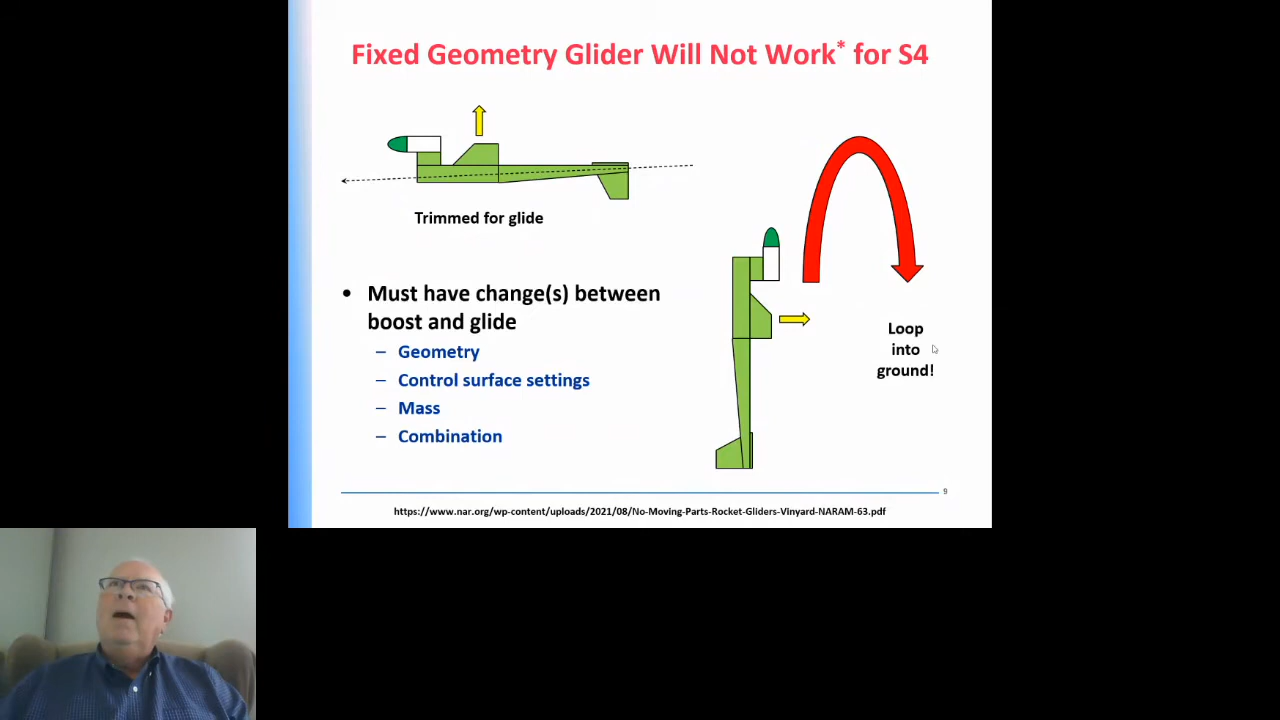 Fixed Geometry Glider Will Not Work* for S4
Trimmed for glide
• Must have change(s) between
boost and glide
– Geometry
– Control surface settings
– Mass
– Combination
Loop
into
ground!
9
https://www.nar.org/wp-content/uploads/2021/08/No-Moving-Parts-Rocket-Gliders-Vinyard-NARAM-63.pdf